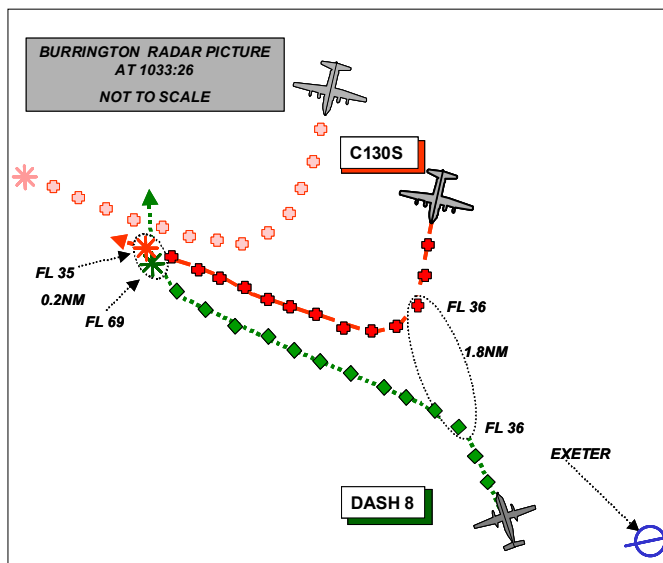 BURRINGTON RADAR PICTURE
AT 1033:26
NOT TO SCALE
C130S
FL 35
0.2NM
FL 69
FL 36
1.8NM
FL 36
EXETER
DASH 8